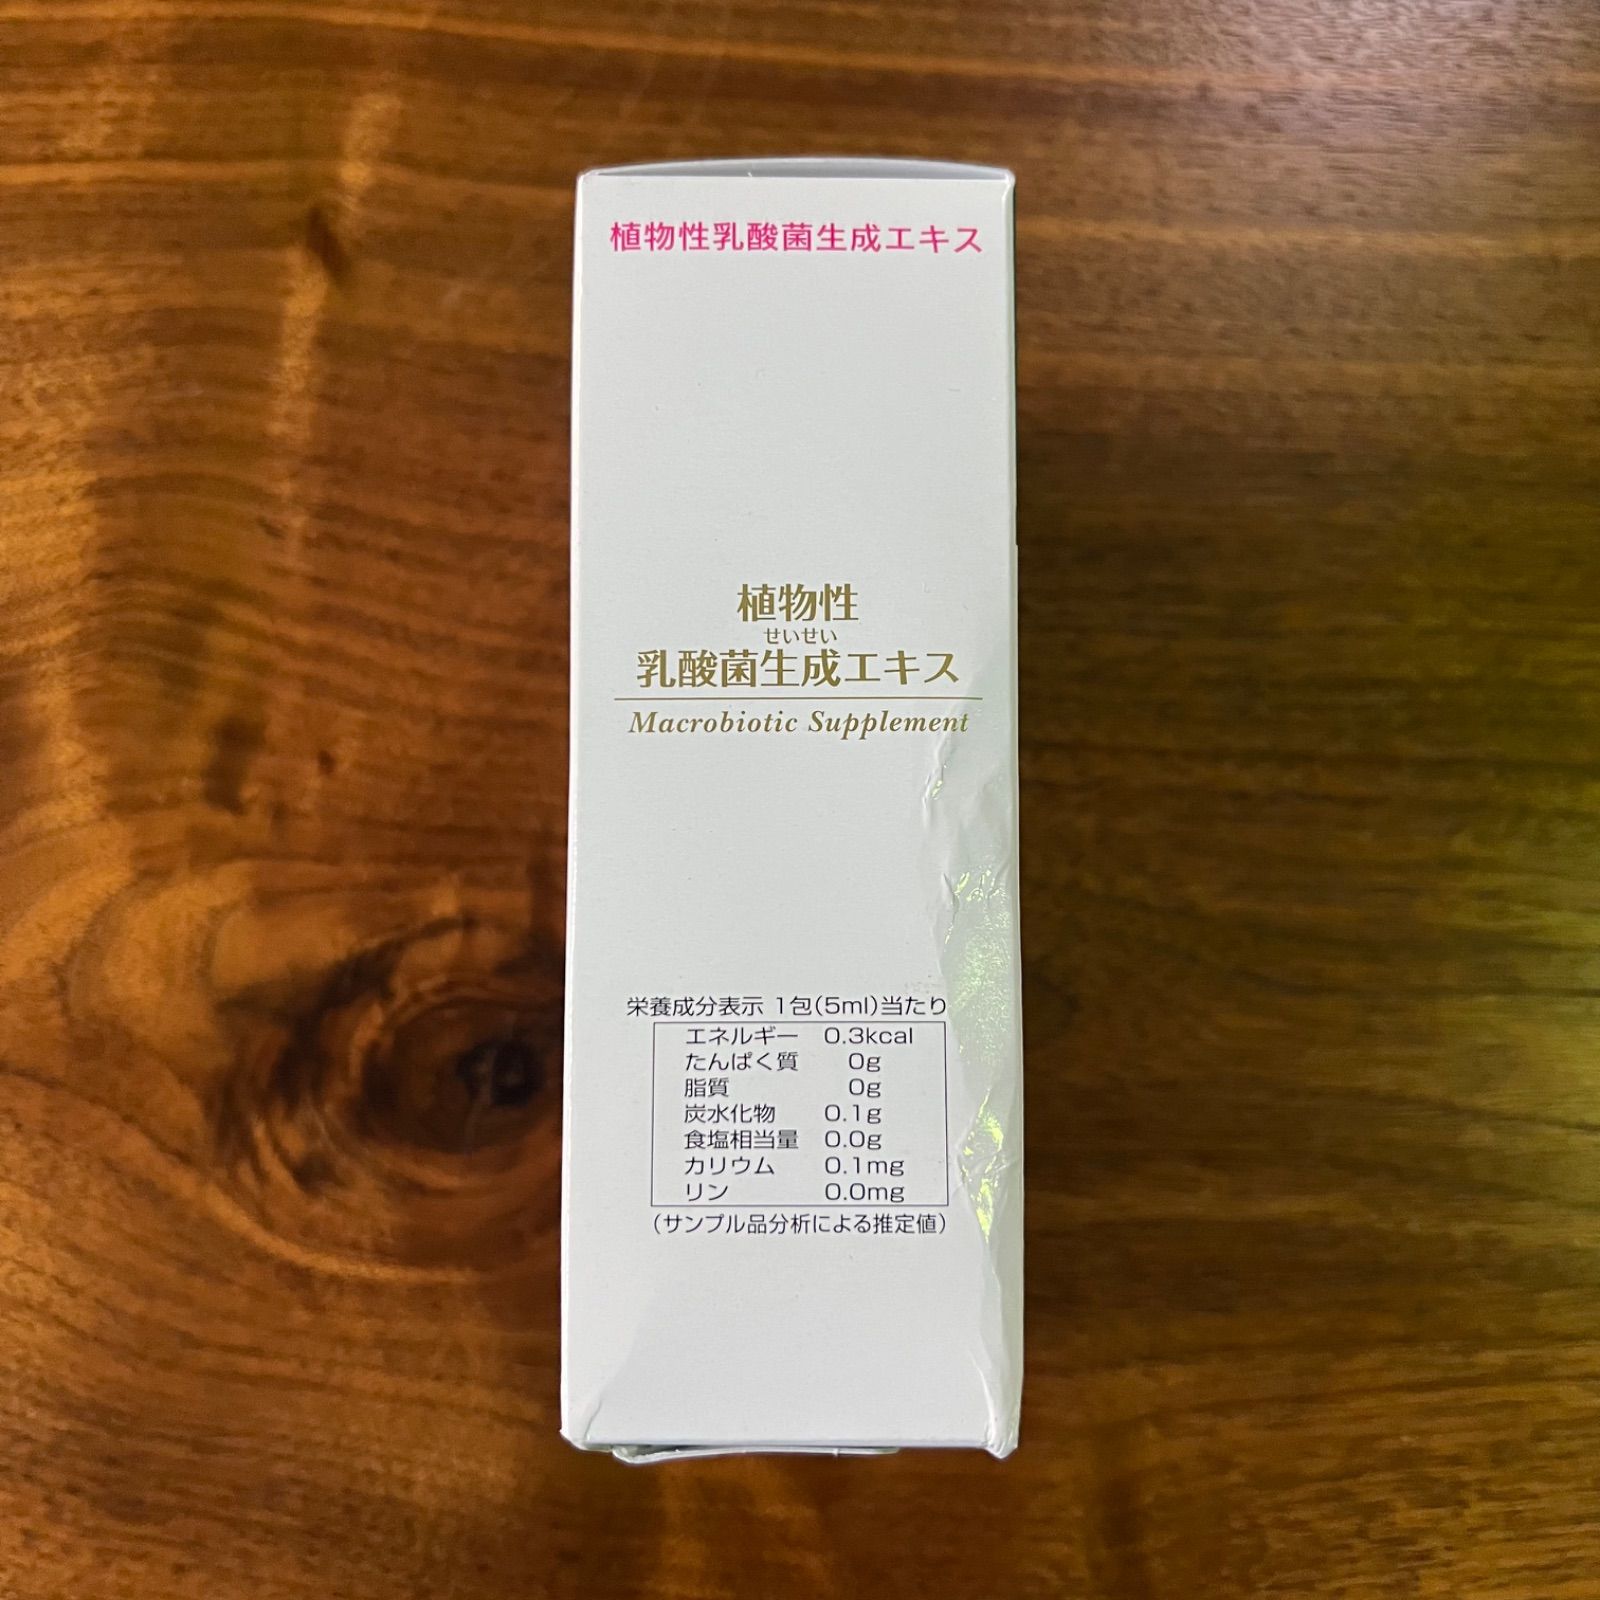 植物性乳酸菌生成エキス
植物性
せいせい
乳酸菌生成エキス
Macrobiotic Supplement
栄養成分表示 1包(5ml)当たり
エネルギー 0.3kcal
たんぱく質 0g
脂質 0g
炭水化物 0.1g
食塩相当量 0.0g
カリウム 0.1mg
リン 0.0mg
(サンプル品分析による推定値)